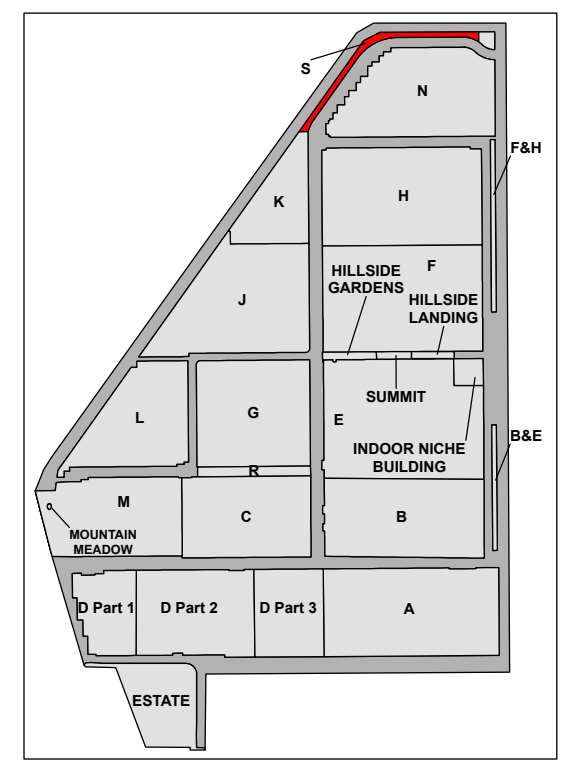 S
N
F&H
K
H
F
HILLSIDE
GARDENS
J
HILLSIDE
LANDING
SUMMIT
L
G
E
INDOOR NICHE
BUILDING
B&E
R
M
C
B
MOUNTAIN
MEADOW
D Part 1
D Part 2
D Part 3
A
ESTATE